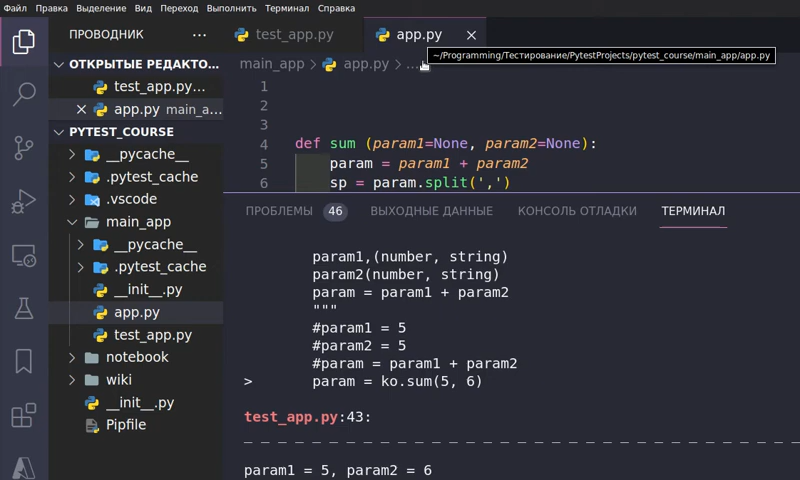 Файл Правка Выделение Вид Переход Выполнить Терминал Справка
ПРОВОДНИК ...
test_app.py
app.py
~/Programming/Тестирование/PytestProjects/pytest_course/main_app/app.py
ОТКРЫТЫЕ РЕДАКТО...
test_app.py...
app.py main_a...
PYTEST_COURSE
__pycache__
.pytest_cache
.vscode
main_app
__pycache__
.pytest_cache
__init__.py
app.py
test_app.py
notebook
wiki
__init__.py
Pipfile
main_app > app.py > ...
1
2
3
4 def sum (param1=None, param2=None):
5 param = param1 + param2
6 sp = param.split(',')
ПРОБЛЕМЫ 46 ВЫХОДНЫЕ ДАННЫЕ КОНСОЛЬ ОТЛАДКИ ТЕРМИНАЛ
param1,(number, string)
param2(number, string)
param = param1 + param2
"""
#param1 = 5
#param2 = 5
#param = param1 + param2
> param = ko.sum(5, 6)
test_app.py:43:
_ _ _ _ _ _ _ _ _ _ _ _ _ _ _ _ _ _ _ _ _ _ _ _ _ _ _ _ _ _ _ _
param1 = 5, param2 = 6